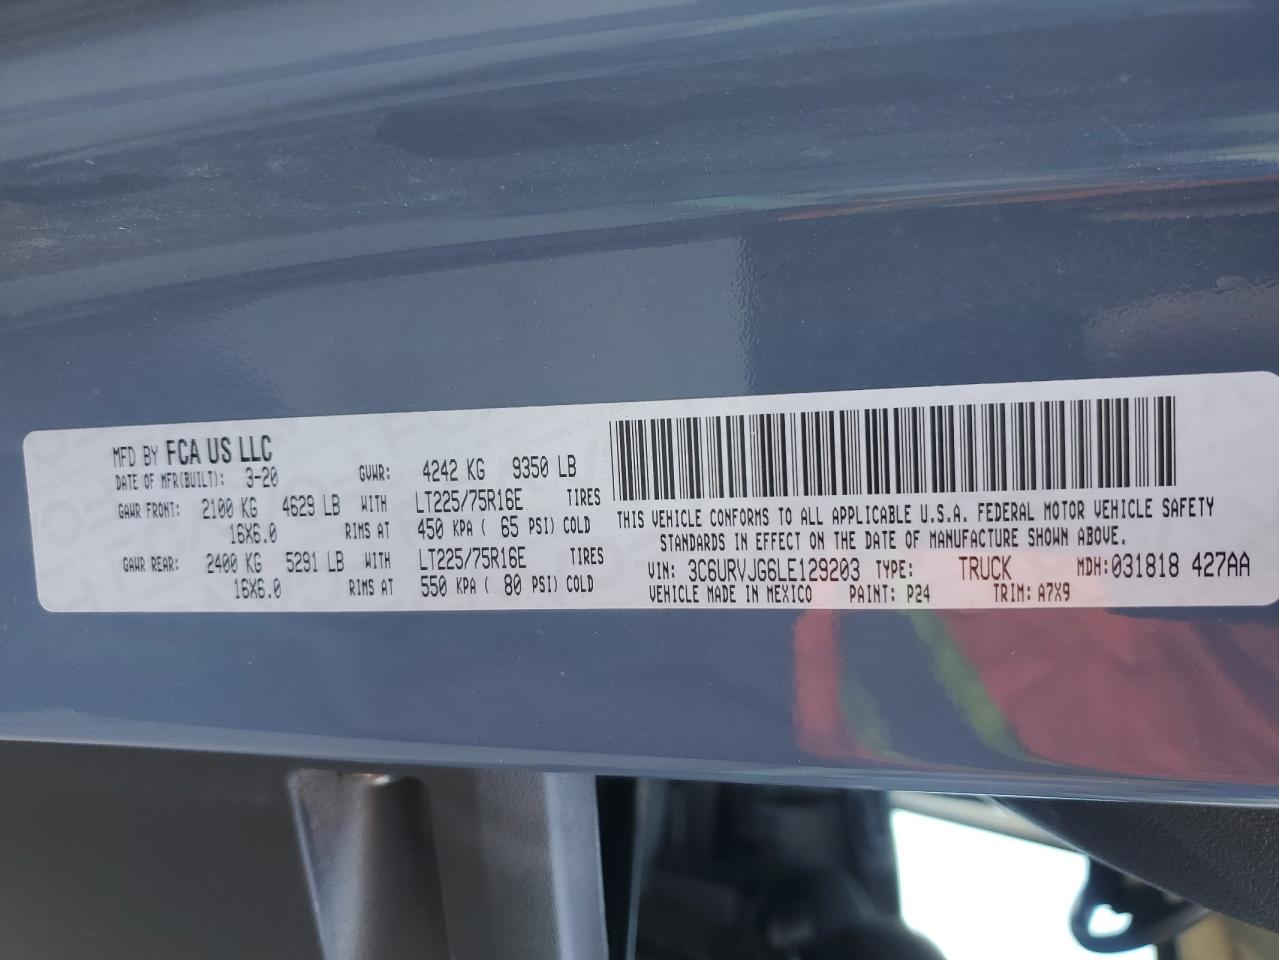 MFD BY FCA US LLC
DATE OF MFR(BUILT): 3-20 GVWR: 4242 KG 9350 LB
GAWR FRONT: 2100 KG 4629 LB WITH LT225/75R16E TIRES
16X6.0 RIMS AT 450 KPA ( 65 PSI) COLD
GAWR REAR: 2400 KG 5291 LB WITH LT225/75R16E TIRES
16X6.0 RIMS AT 550 KPA ( 80 PSI) COLD
THIS VEHICLE CONFORMS TO ALL APPLICABLE U.S.A. FEDERAL MOTOR VEHICLE SAFETY
STANDARDS IN EFFECT ON THE DATE OF MANUFACTURE SHOWN ABOVE.
VIN: 3C6URVJG6LE129203 TYPE: TRUCK MDH:031818 427AA
VEHICLE MADE IN MEXICO PAINT: P24 TRIM: A7X9